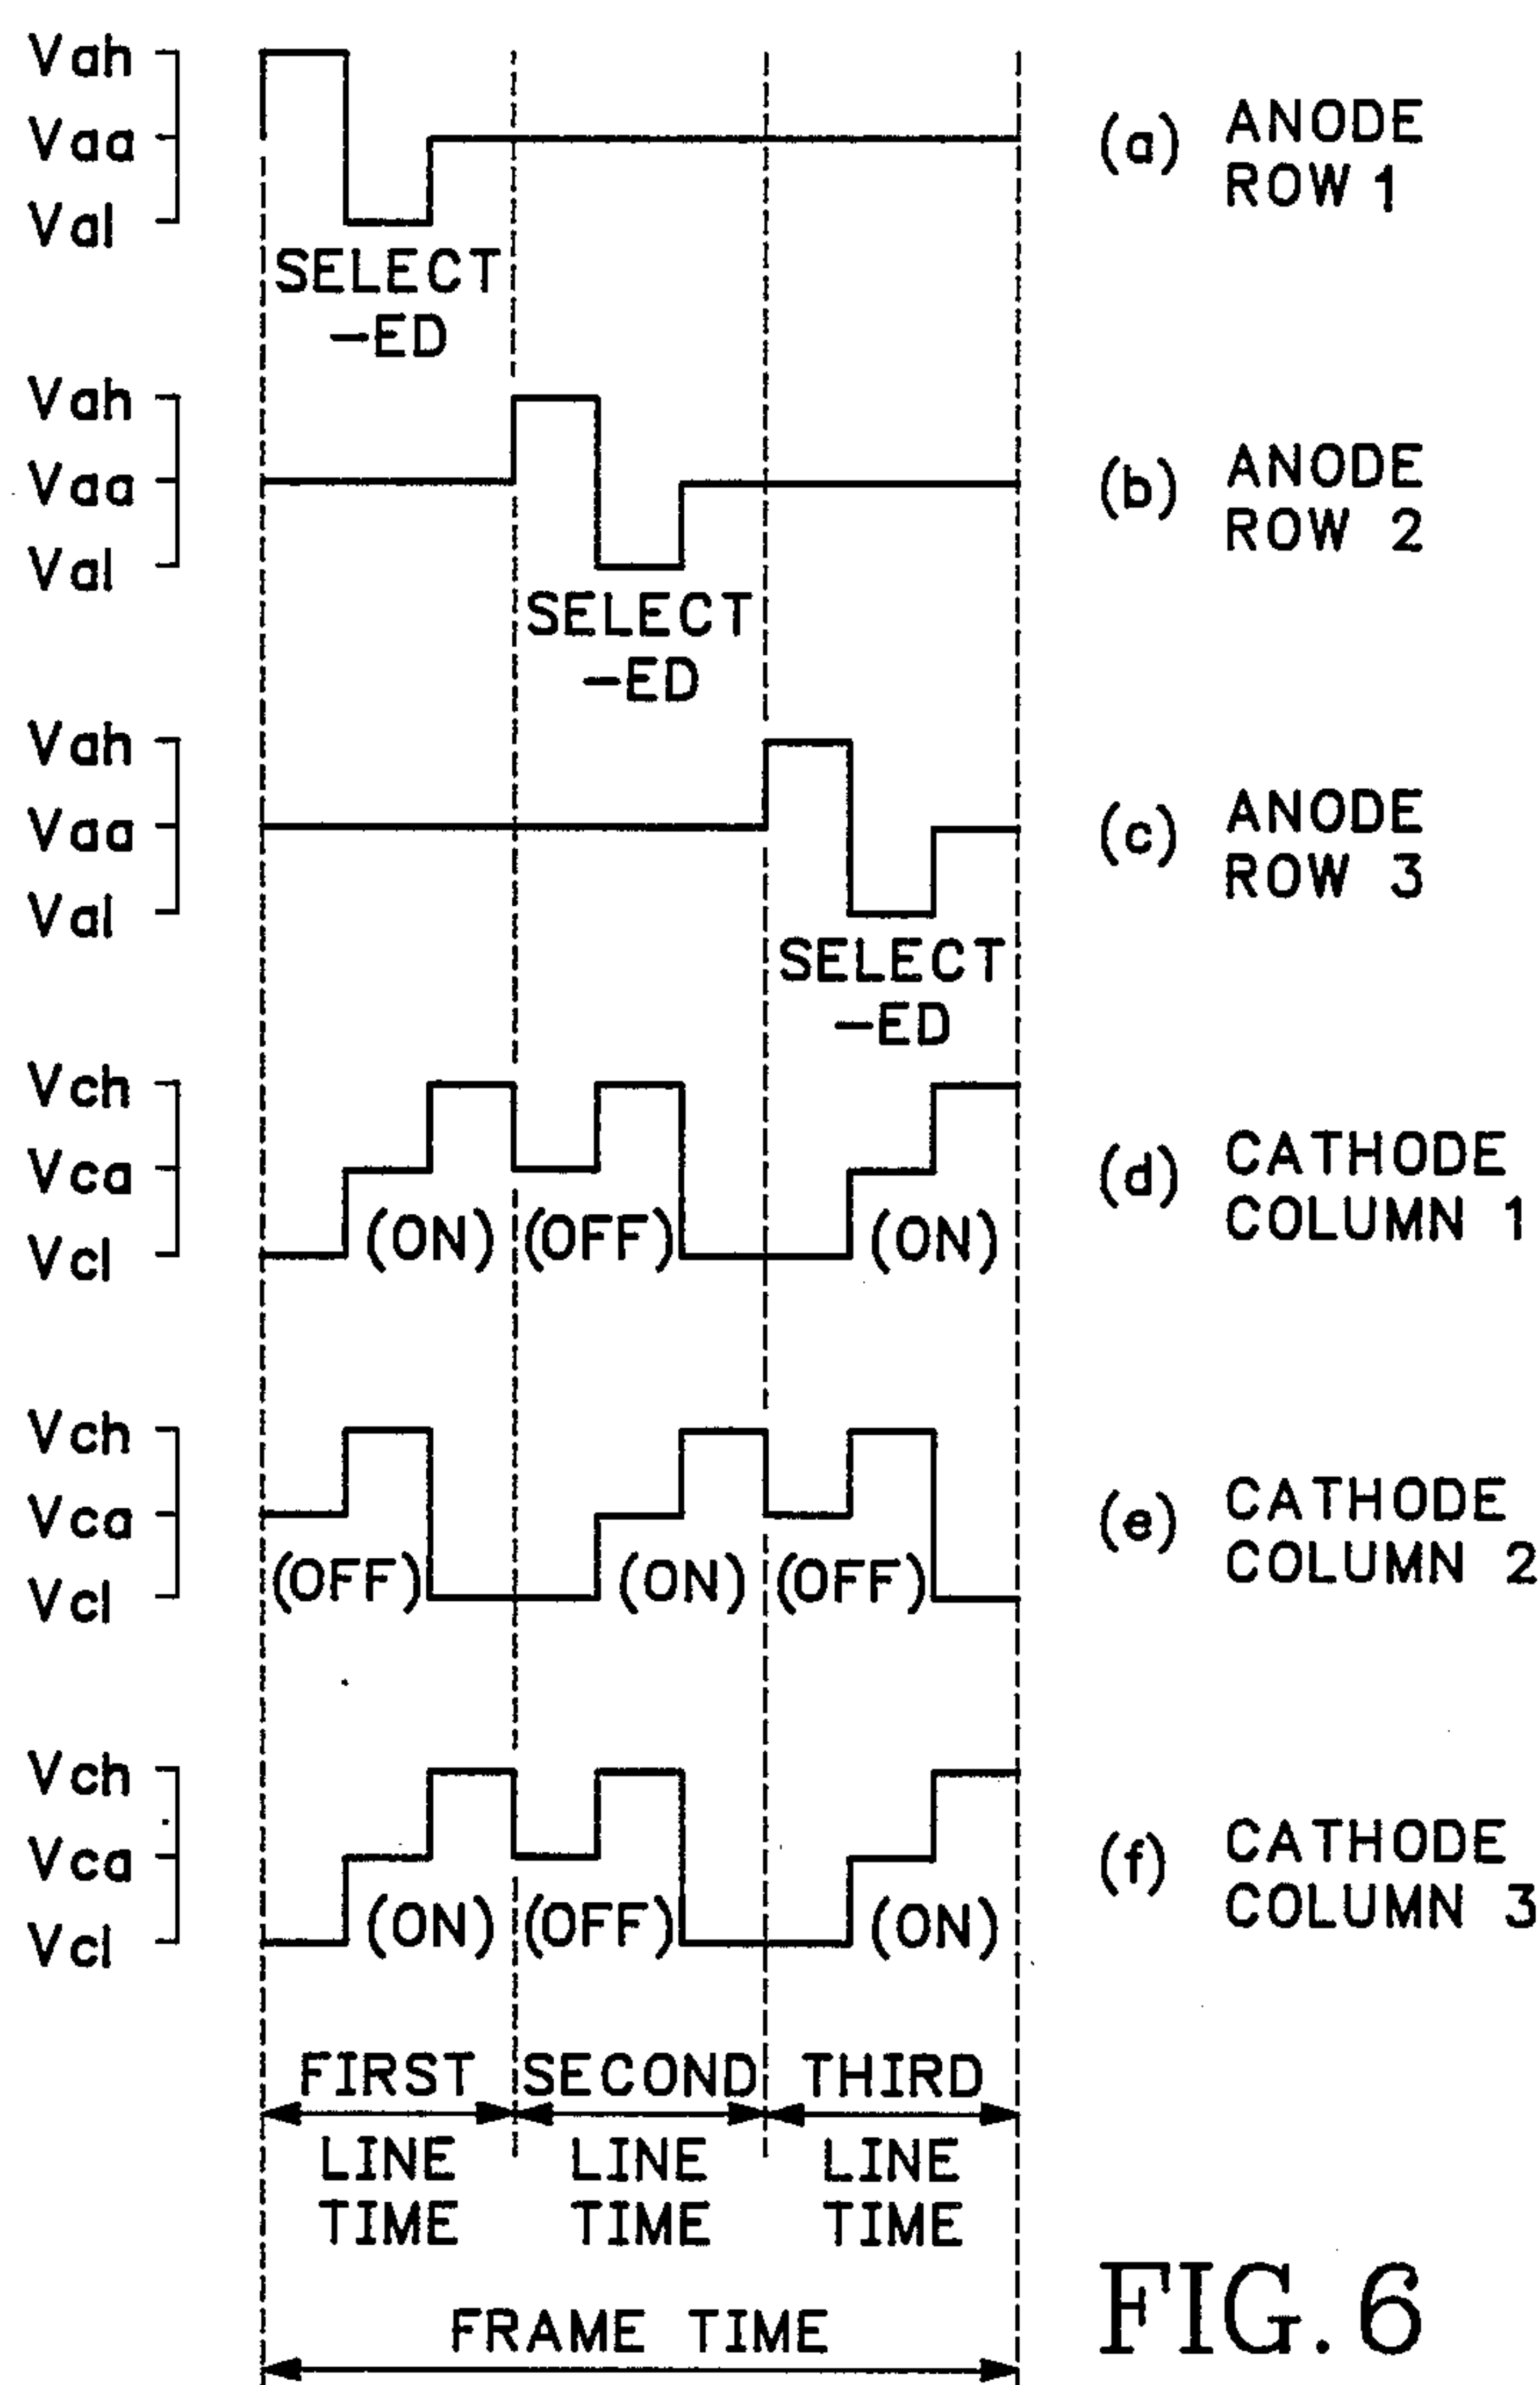 Vah
Vaa
Val
SELECT
-ED
(a) ANODE
ROW 1
Vah
Vaa
Val
SELECT
-ED
(b) ANODE
ROW 2
Vah
Vaa
Val
SELECT
-ED
(c) ANODE
ROW 3
Vch
Vca
Vcl
(ON) (OFF) (ON)
(d) CATHODE
COLUMN 1
Vch
Vca
Vcl
(OFF) (ON) (OFF)
(e) CATHODE
COLUMN 2
Vch
Vca
Vcl
(ON) (OFF) (ON)
(f) CATHODE
COLUMN 3
FIRST SECOND THIRD
LINE LINE LINE
TIME TIME TIME
FRAME TIME
FIG. 6